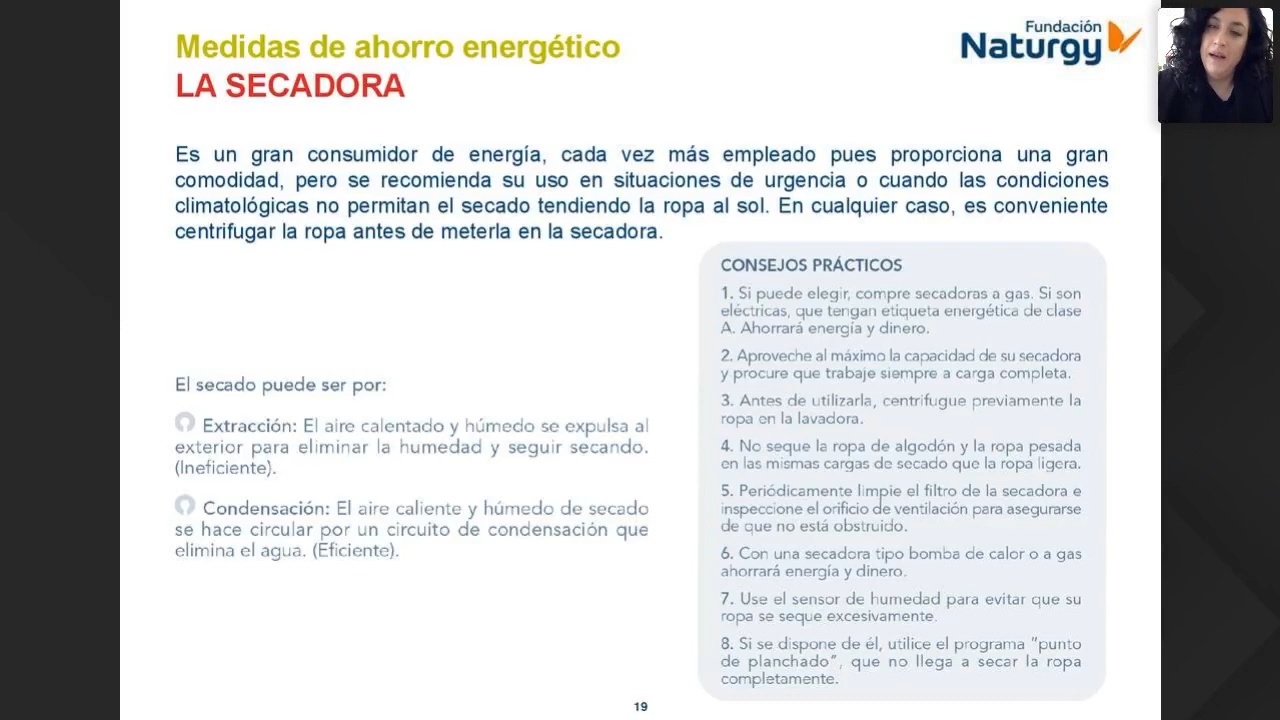 Medidas de ahorro energético
LA SECADORA
Fundación
Naturgy
Es un gran consumidor de energía, cada vez más empleado pues proporciona una gran
comodidad, pero se recomienda su uso en situaciones de urgencia o cuando las condiciones
climatológicas no permitan el secado tendiendo la ropa al sol. En cualquier caso, es conveniente
centrifugar la ropa antes de meterla en la secadora.
El secado puede ser por:
Extracción: El aire calentado y húmedo se expulsa al
exterior para eliminar la humedad y seguir secando.
(Ineficiente).
Condensación: El aire caliente y húmedo de secado
se hace circular por un circuito de condensación que
elimina el agua. (Eficiente).
CONSEJOS PRÁCTICOS
1. Si puede elegir, compre secadoras a gas. Si son
eléctricas, que tengan etiqueta energética de clase
A. Ahorrará energía y dinero.
2. Aproveche al máximo la capacidad de su secadora
y procure que trabaje siempre a carga completa.
3. Antes de utilizarla, centrifugue previamente la
ropa en la lavadora.
4. No seque la ropa de algodón y la ropa pesada
en las mismas cargas de secado que la ropa ligera.
5. Periódicamente limpie el filtro de la secadora e
inspeccione el orificio de ventilación para asegurarse
de que no está obstruido.
6. Con una secadora tipo bomba de calor o a gas
ahorrará energía y dinero.
7. Use el sensor de humedad para evitar que su
ropa se seque excesivamente.
8. Si se dispone de él, utilice el programa “punto
de planchado”, que no llega a secar la ropa
completamente.
19